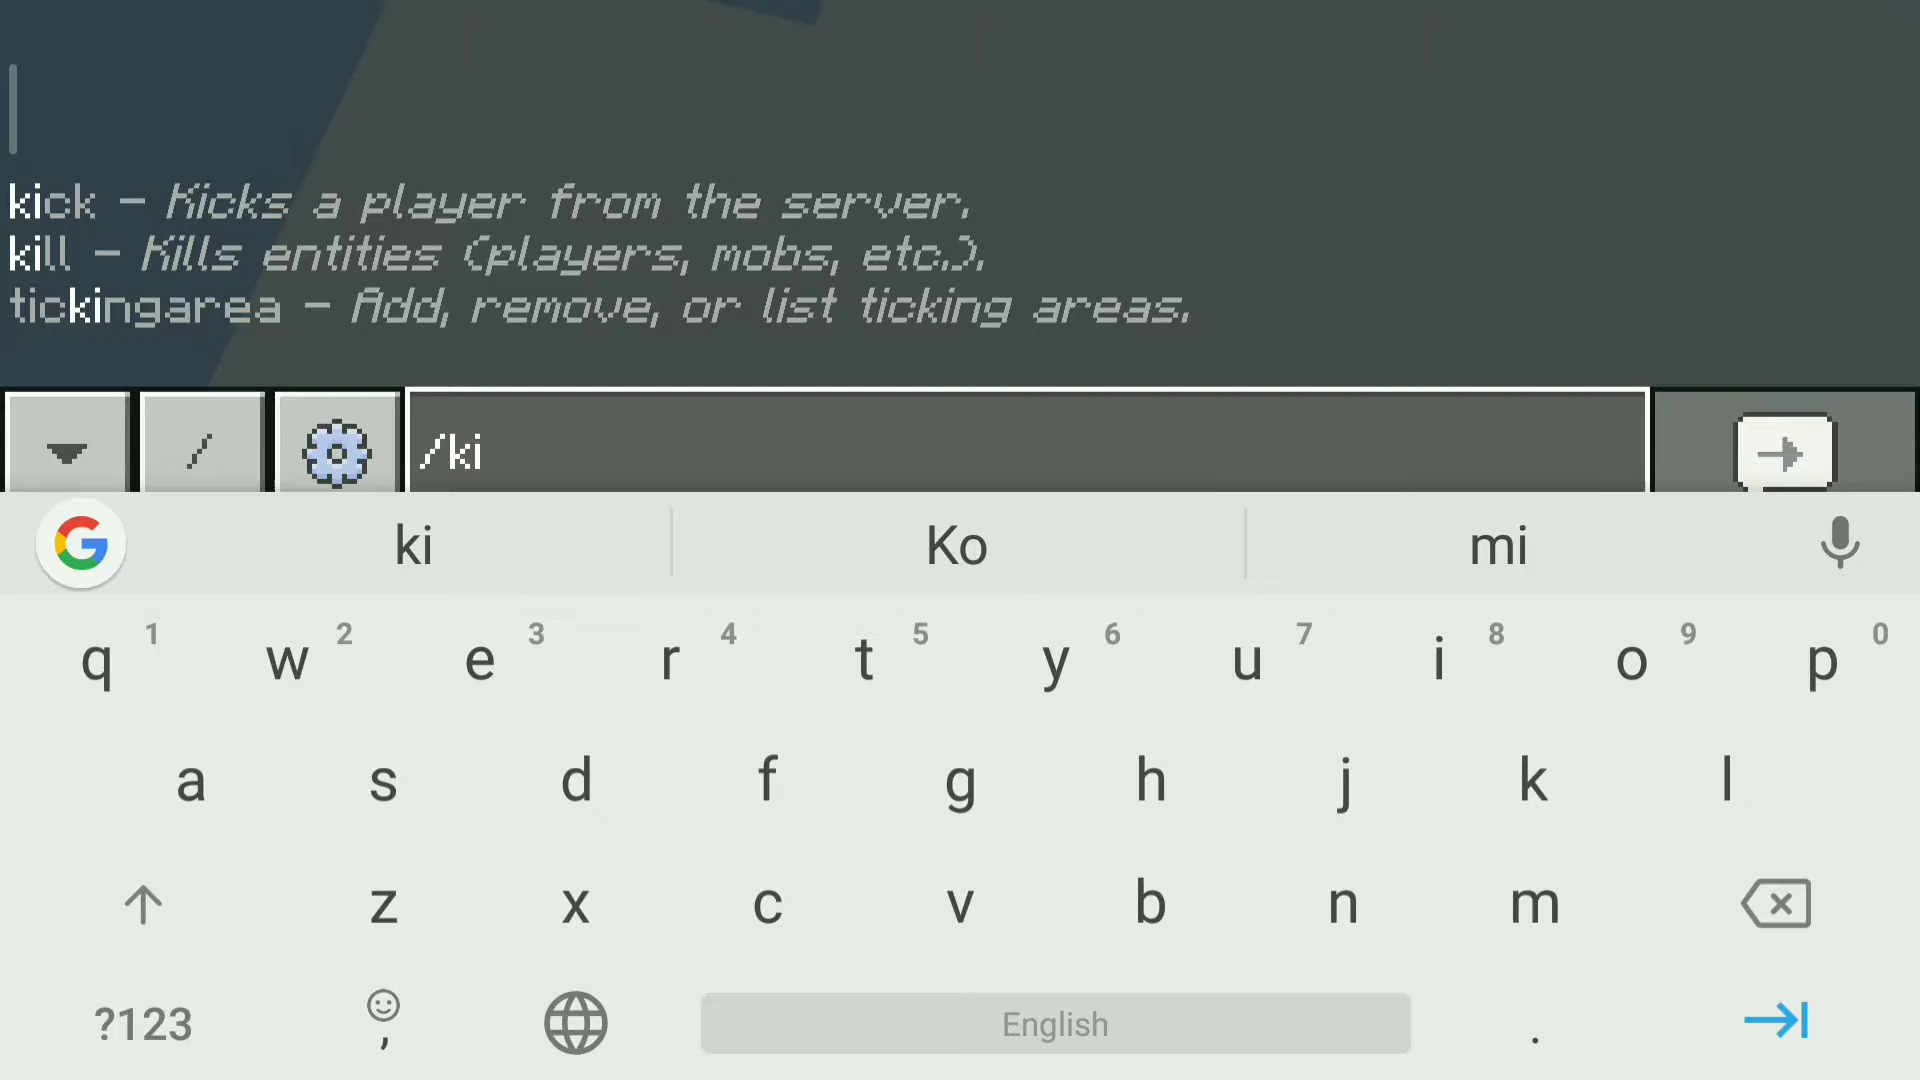 kick - Kicks a player from the server.
kill - Kills entities (players, mobs, etc.).
tickingarea - Add, remove, or list ticking areas.
/ /ki
G ki Ko mi
q 1 w 2 e 3 r 4 t 5 y 6 u 7 i 8 o 9 p 0
a s d f g h j k l
z x c v b n m
?123 , English .